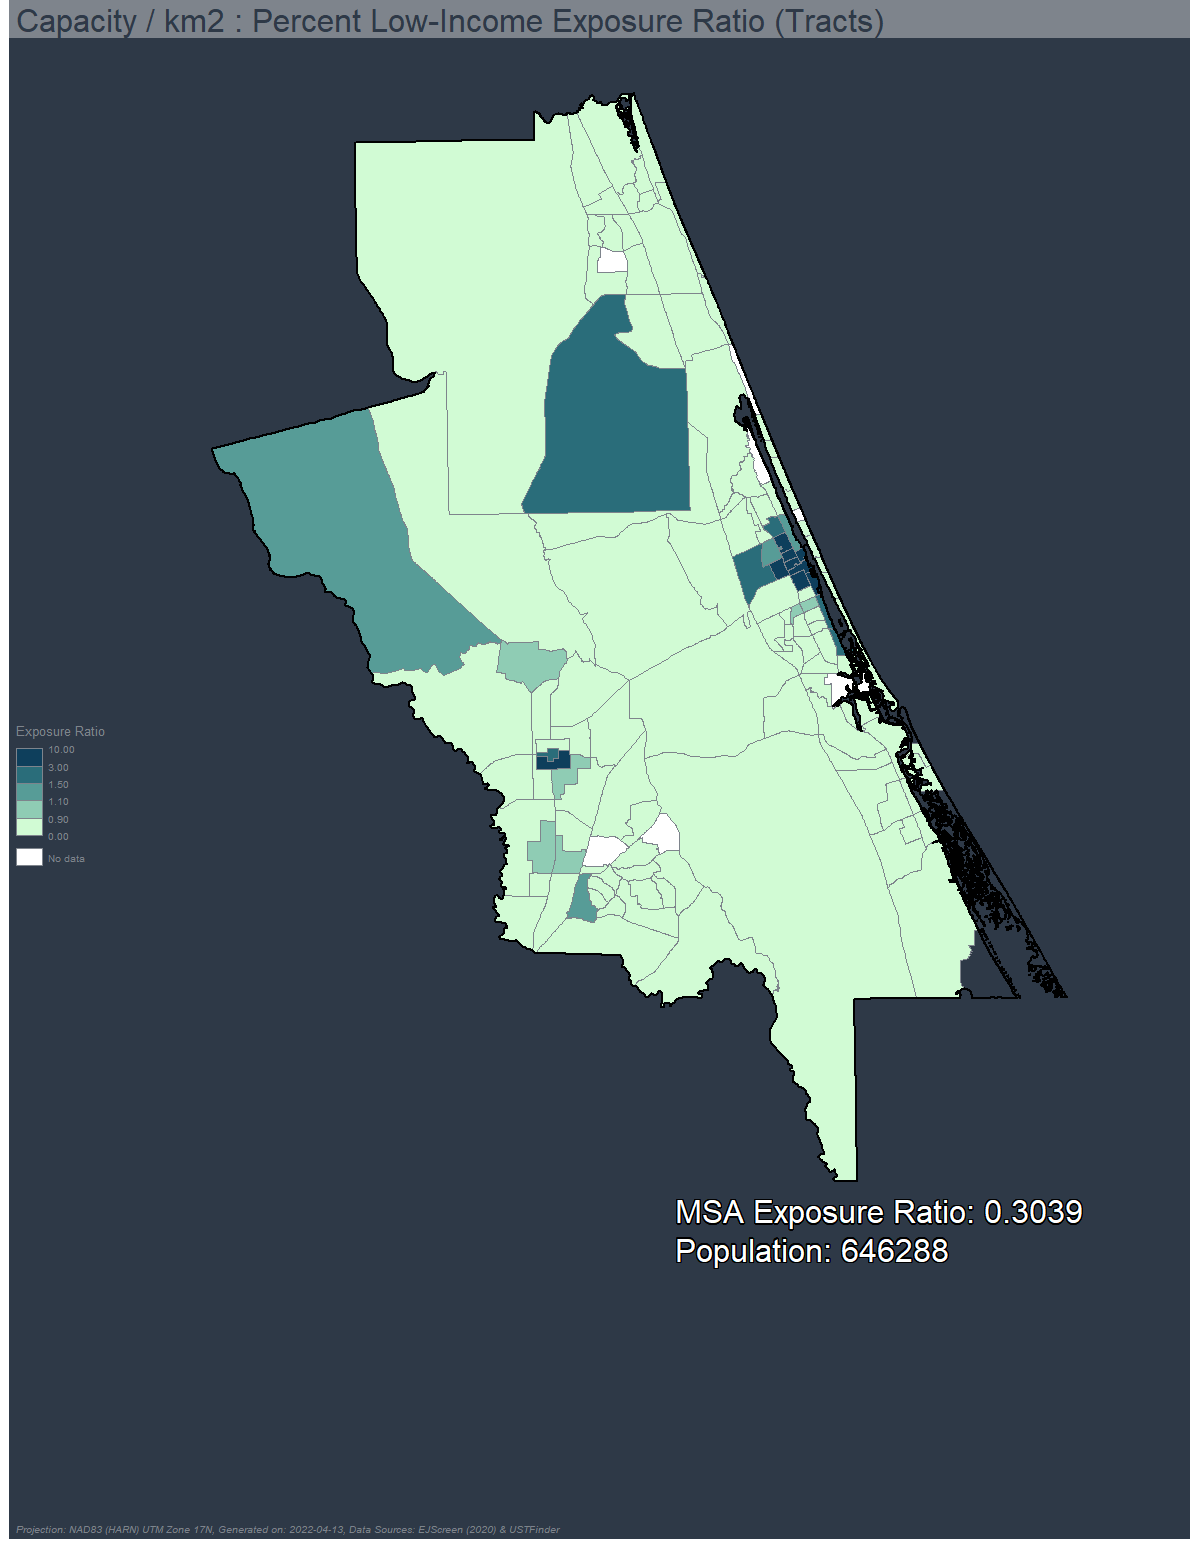 Capacity / km2 : Percent Low-Income Exposure Ratio (Tracts)
Exposure Ratio
10.00
3.00
1.50
1.10
0.90
0.00
No data
MSA Exposure Ratio: 0.3039
Population: 646288
Projection: NAD83 (HARN) UTM Zone 17N, Generated on: 2022-04-13, Data Sources: EJScreen (2020) & USTFinder